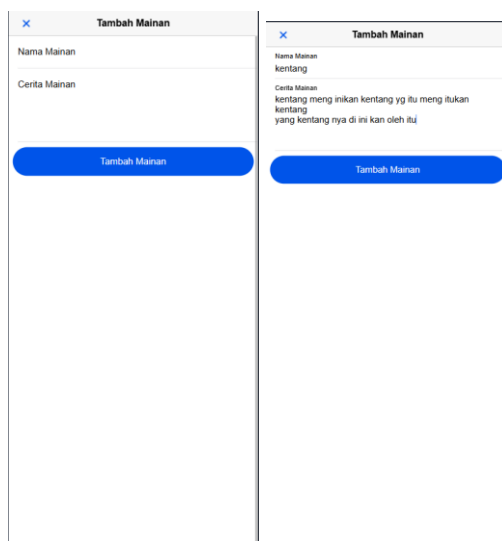 Tambah Mainan
Nama Mainan
Cerita Mainan
Tambah Mainan
Tambah Mainan
Nama Mainan
kentang
Cerita Mainan
kentang meng inikan kentang yg itu meng itukan
kentang
yang kentang nya di ini kan oleh itu
Tambah Mainan